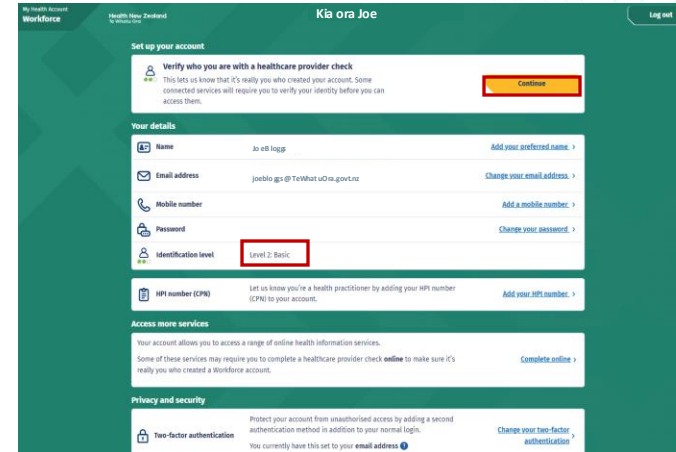 My Health Account
Workforce
Health New Zealand
Te Whatu Ora
Kia ora Joe
Log out
Set up your account
Verify who you are with a healthcare provider check
This lets us know that it's really you who created your account. Some
connected services will require you to verify your identity before you can
access them.
Continue
Your details
Name
Jo eB loggs
Add your preferred name
Email address
joeblo gs@TeWhat uOra.govt.nz
Change your email address
Mobile number
Add a mobile number
Password
Change your password
Identification level
Level 2: Basic
HPI number (CPN)
Let us know you're a health practitioner by adding your HPI number
(CPN) to your account.
Add your HPI number
Access more services
Your account allows you to access a range of online health information services.
Some of these services may require you to complete a healthcare provider check online to make sure it's
really you who created a Workforce account.
Complete online
Privacy and security
Two-factor authentication
Protect your account from unauthorised access by adding a second
authentication method in addition to your normal login.
You currently have this set to your email address
Change your two-factor
authentication